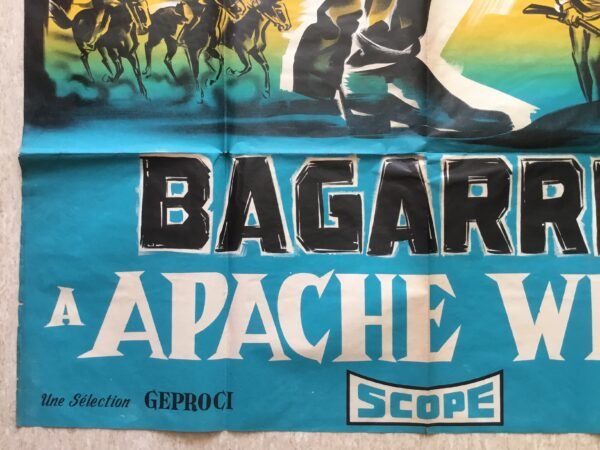 BAGARR
A APACHE W
Une Sélection GEPROCI
SCOPE